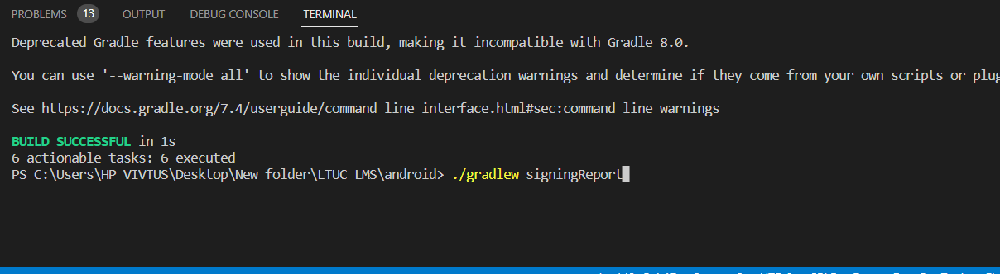 PROBLEMS 13 OUTPUT DEBUG CONSOLE TERMINAL
Deprecated Gradle features were used in this build, making it incompatible with Gradle 8.0.
You can use '--warning-mode all' to show the individual deprecation warnings and determine if they come from your own scripts or
See https://docs.gradle.org/7.4/userguide/command_line_interface.html#sec:command_line_warnings
BUILD SUCCESSFUL in 1s
6 actionable tasks: 6 executed
PS C:\Users\HP VIVTUS\Desktop\New folder\LTUC_LMS\android> ./gradlew signingReport